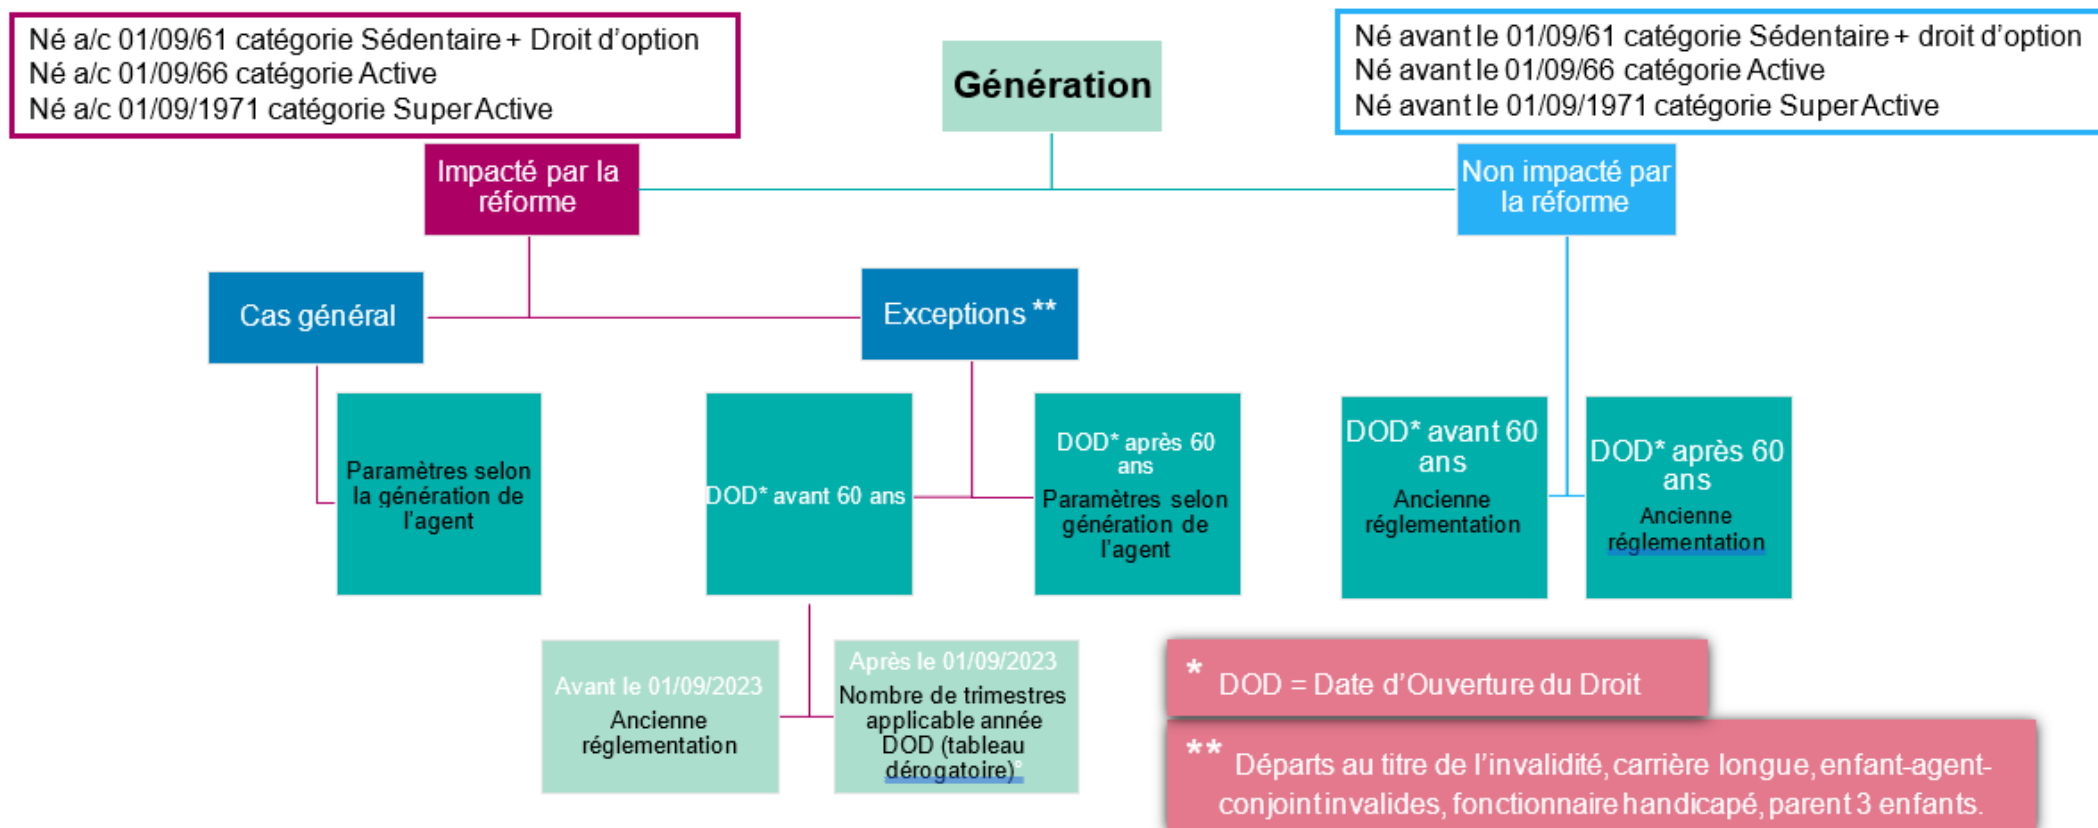 Né a/c 01/09/61 catégorie Sédentaire + Droit d'option
Né a/c 01/09/66 catégorie Active
Né a/c 01/09/1971 catégorie Super Active
Génération
Né avant le 01/09/61 catégorie Sédentaire + droit d'option
Né avant le 01/09/66 catégorie Active
Né avant le 01/09/1971 catégorie Super Active
Impacté par la
réforme
Non impacté par
la réforme
Cas général
Exceptions **
Paramètres selon
la génération de
l'agent
DOD* avant 60 ans
DOD* après 60
ans
Paramètres selon
génération de
l'agent
DOD* avant 60
ans
Ancienne
réglementation
DOD* après 60
ans
Ancienne
réglementation
Avant le 01/09/2023
Ancienne
réglementation
Après le 01/09/2023
Nombre de trimestres
applicable année
DOD (tableau
dérogatoire)°
* DOD = Date d'Ouverture du Droit
** Départs au titre de l'invalidité, carrière longue, enfant-agent-
conjoint invalides, fonctionnaire handicapé, parent 3 enfants.